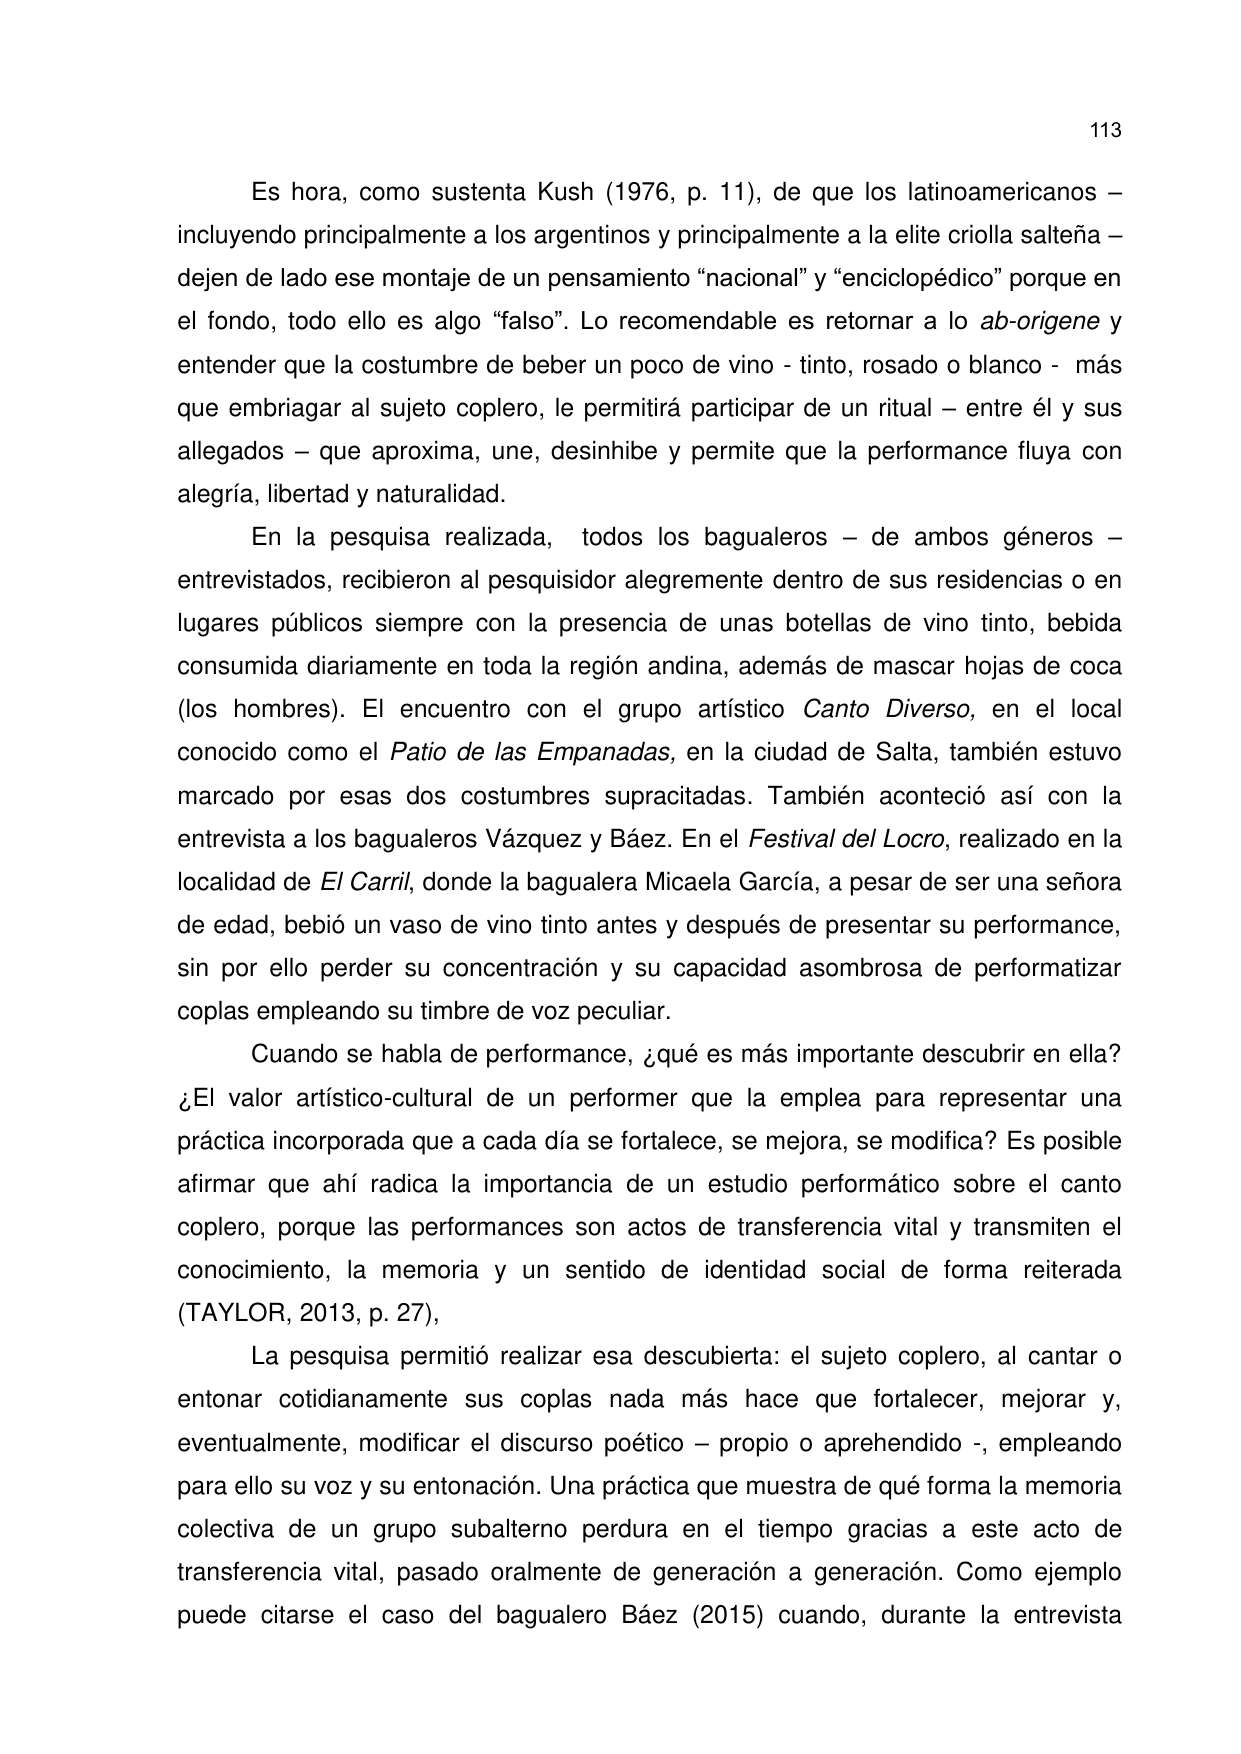 113
Es hora, como sustenta Kush (1976, p. 11), de que los latinoamericanos –
incluyendo principalmente a los argentinos y principalmente a la elite criolla salteña –
dejen de lado ese montaje de un pensamiento “nacional” y “enciclopédico” porque en
el fondo, todo ello es algo “falso”. Lo recomendable es retornar a lo ab-origene y
entender que la costumbre de beber un poco de vino - tinto, rosado o blanco -  más
que embriagar al sujeto coplero, le permitirá participar de un ritual – entre él y sus
allegados – que aproxima, une, desinhibe y permite que la performance fluya con
alegría, libertad y naturalidad.
En la pesquisa realizada,  todos los bagualeros – de ambos géneros –
entrevistados, recibieron al pesquisidor alegremente dentro de sus residencias o en
lugares públicos siempre con la presencia de unas botellas de vino tinto, bebida
consumida diariamente en toda la región andina, además de mascar hojas de coca
(los hombres). El encuentro con el grupo artístico Canto Diverso, en el local
conocido como el Patio de las Empanadas, en la ciudad de Salta, también estuvo
marcado por esas dos costumbres supracitadas. También aconteció así con la
entrevista a los bagualeros Vázquez y Báez. En el Festival del Locro, realizado en la
localidad de El Carril, donde la bagualera Micaela García, a pesar de ser una señora
de edad, bebió un vaso de vino tinto antes y después de presentar su performance,
sin por ello perder su concentración y su capacidad asombrosa de performatizar
coplas empleando su timbre de voz peculiar.
Cuando se habla de performance, ¿qué es más importante descubrir en ella?
¿El valor artístico-cultural de un performer que la emplea para representar una
práctica incorporada que a cada día se fortalece, se mejora, se modifica? Es posible
afirmar que ahí radica la importancia de un estudio performático sobre el canto
coplero, porque las performances son actos de transferencia vital y transmiten el
conocimiento, la memoria y un sentido de identidad social de forma reiterada
(TAYLOR, 2013, p. 27),
La pesquisa permitió realizar esa descubierta: el sujeto coplero, al cantar o
entonar cotidianamente sus coplas nada más hace que fortalecer, mejorar y,
eventualmente, modificar el discurso poético – propio o aprehendido -, empleando
para ello su voz y su entonación. Una práctica que muestra de qué forma la memoria
colectiva de un grupo subalterno perdura en el tiempo gracias a este acto de
transferencia vital, pasado oralmente de generación a generación. Como ejemplo
puede citarse el caso del bagualero Báez (2015) cuando, durante la entrevista